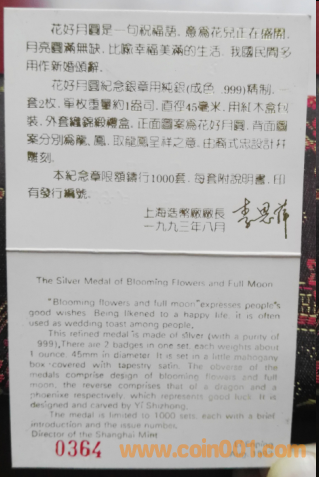 花好月圓是一句祝福語，意為花兒正在盛開，
月亮圓滿無缺，比喻幸福美滿的生活，我國民間多
用作新婚頌辭。
花好月圓紀念銀章用純銀(成色 .999)精制，一
套2枚，單枚重量約1盎司，直徑45毫米，用紅木盒包
裝，外套織錦緞禮盒，正面圖案為花好月圓，背面圖
案分別為龍、鳳，取龍鳳呈祥之意，由易式忠設計并
雕刻。
本紀念章限額鑄行1000套，每套附說明書，印
有發行編號。
上海造幣廠廠長
一九九三年八月
The Silver Medal of Blooming Flowers and Full Moon
"Blooming flowers and full moon"expresses people's
good wishes. Being likened to a happy life, it is often
used as wedding toast among people,
This refined medal is made of silver (with a purity of
.999),There are 2 badges in one set, each weights about
1 ounce, 45mm in diameter. It is set in a little mahogany
box covered with tapestry satin. The obverse of the
medals comprise design of blooming flowers and full
moon, the reverse comprises that of a dragon and a
phoenixe respectively, which represents good luck. It is
designed and carved by Yi Shizhong.
The medal is limited to 1000 sets, each with a brief
introduction and the issue number.
Director of the Shanghai Mint
0364
www.coin001.com